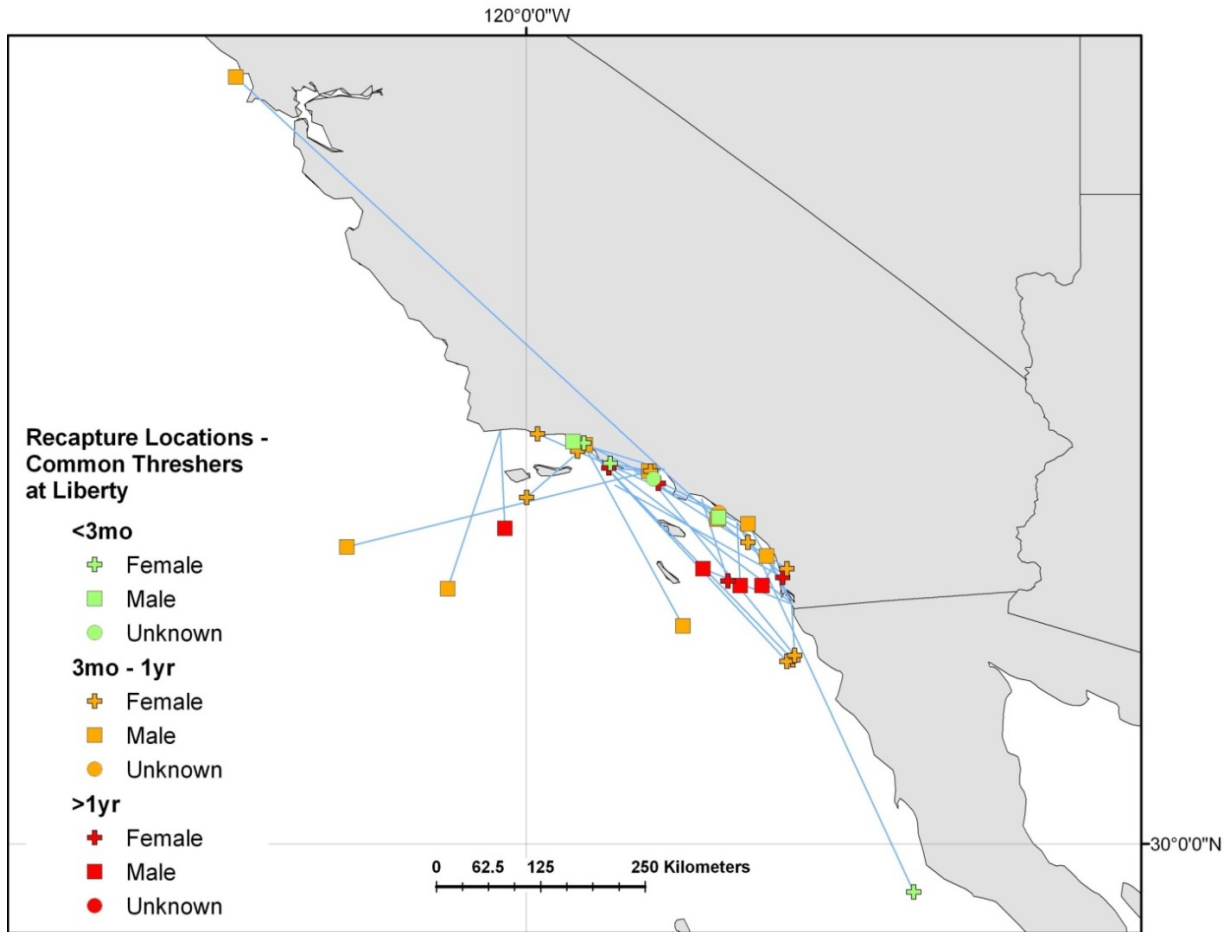 120°0'0"W
Recapture Locations -
Common Threshers
at Liberty
<3mo
Female
Male
Unknown
3mo - 1yr
Female
Male
Unknown
>1yr
Female
Male
Unknown
0 62.5 125 250 Kilometers
30°0'0"N